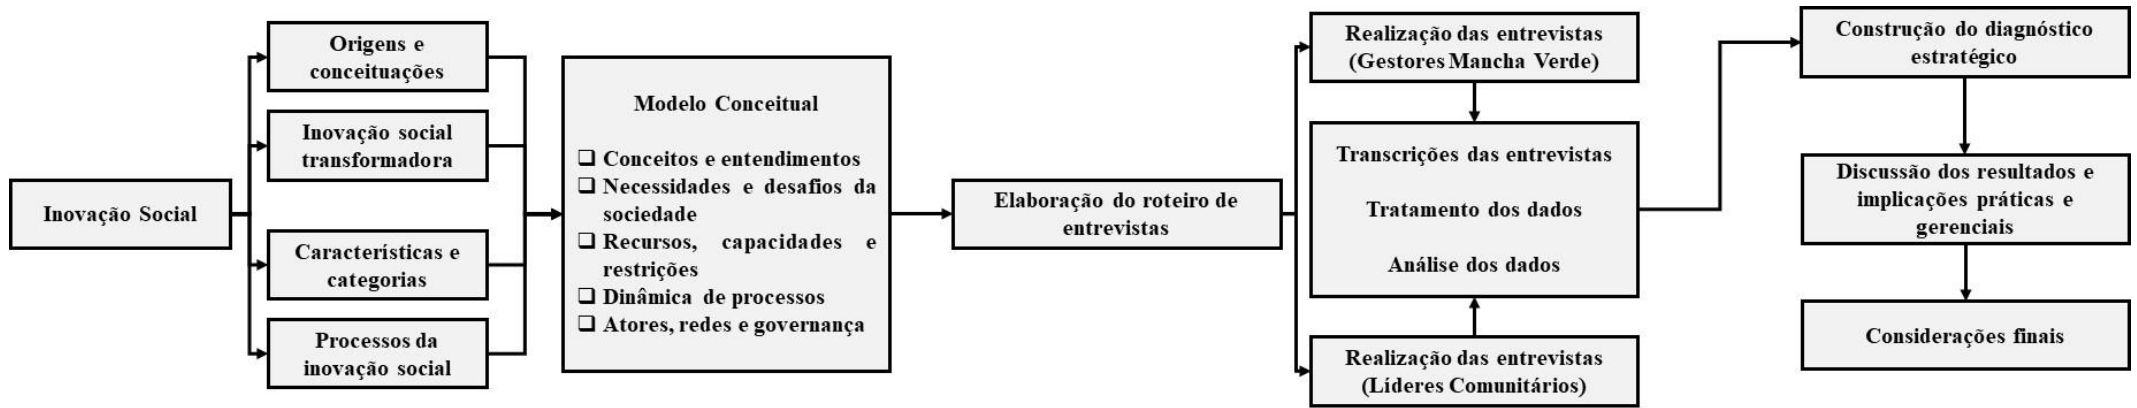 Inovação Social
Origens e
conceituações
Inovação social
transformadora
Características e
categorias
Processos da
inovação social
Modelo Conceitual
Conceitos e entendimentos
Necessidades e desafios da
sociedade
Recursos, capacidades e
restrições
Dinâmica de processos
Atores, redes e governança
Elaboração do roteiro de
entrevistas
Realização das entrevistas
(Gestores Mancha Verde)
Transcrições das entrevistas
Tratamento dos dados
Análise dos dados
Realização das entrevistas
(Líderes Comunitários)
Construção do diagnóstico
estratégico
Discussão dos resultados e
implicações práticas e
gerenciais
Considerações finais